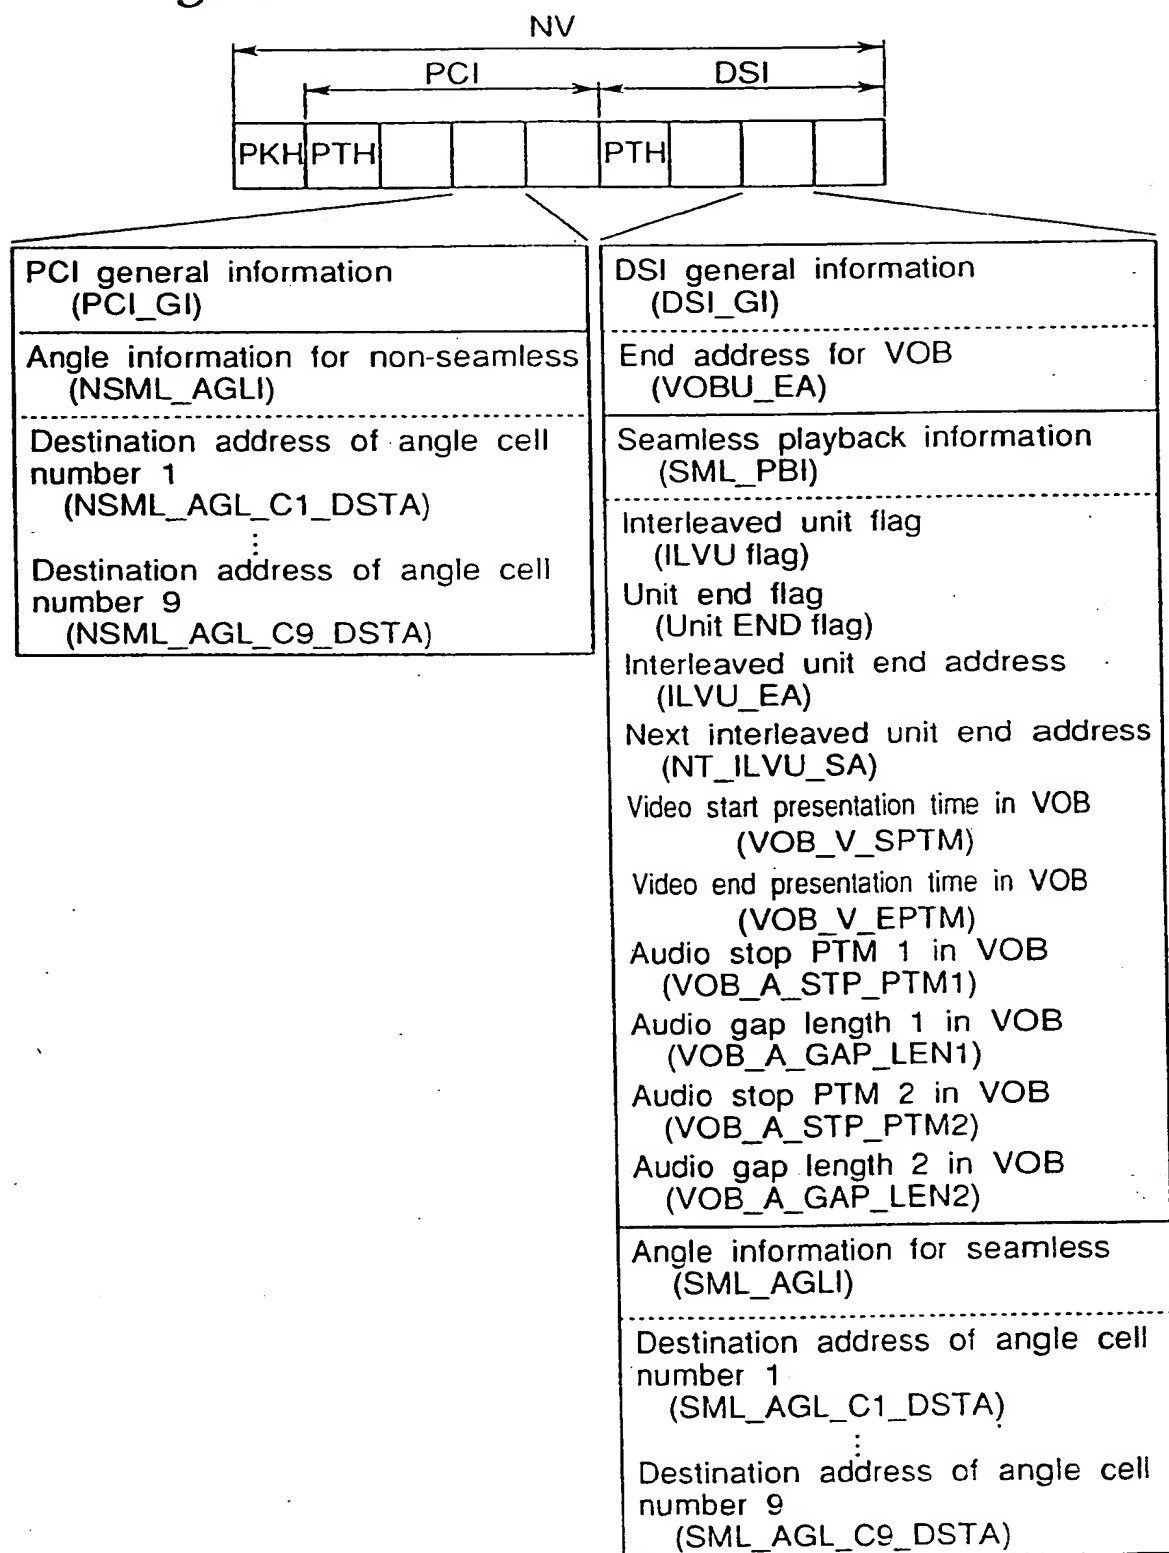 NV
PCI DSI
PKH PTH PTH
PCI general information
(PCI_GI)
Angle information for non-seamless
(NSML_AGLI)
Destination address of angle cell
number 1
(NSML_AGL_C1_DSTA)
⋮
Destination address of angle cell
number 9
(NSML_AGL_C9_DSTA)
DSI general information
(DSI_GI)
End address for VOB
(VOBU_EA)
Seamless playback information
(SML_PBI)
Interleaved unit flag
(ILVU flag)
Unit end flag
(Unit END flag)
Interleaved unit end address
(ILVU_EA)
Next interleaved unit end address
(NT_ILVU_SA)
Video start presentation time in VOB
(VOB_V_SPTM)
Video end presentation time in VOB
(VOB_V_EPTM)
Audio stop PTM 1 in VOB
(VOB_A_STP_PTM1)
Audio gap length 1 in VOB
(VOB_A_GAP_LEN1)
Audio stop PTM 2 in VOB
(VOB_A_STP_PTM2)
Audio gap length 2 in VOB
(VOB_A_GAP_LEN2)
Angle information for seamless
(SML_AGLI)
Destination address of angle cell
number 1
(SML_AGL_C1_DSTA)
⋮
Destination address of angle cell
number 9
(SML_AGL_C9_DSTA)